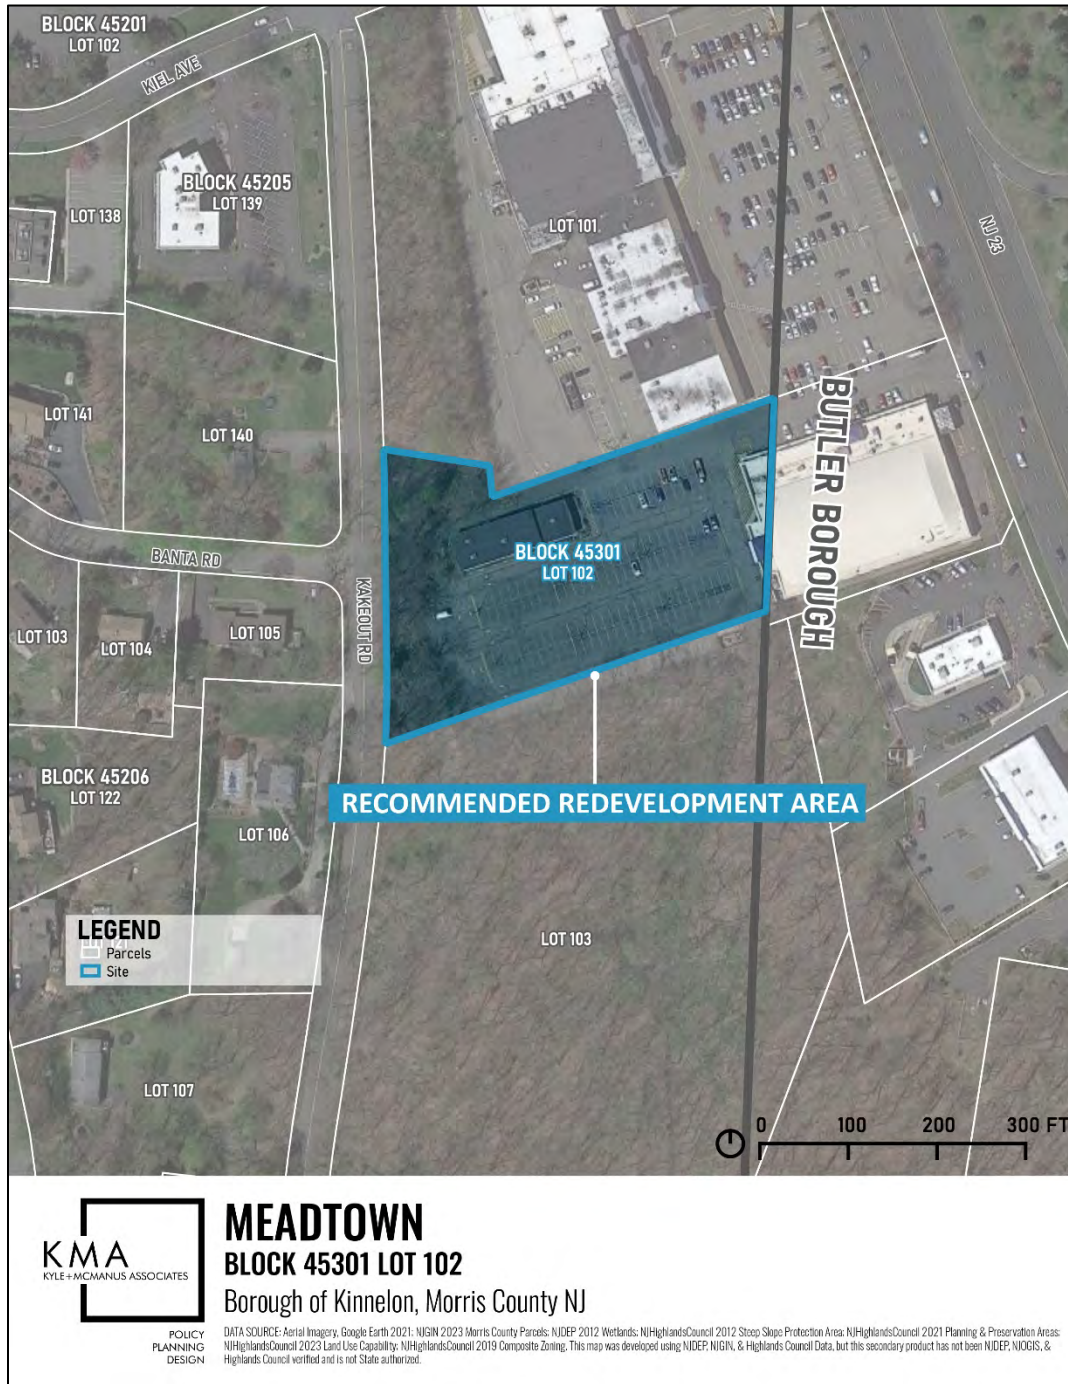 BLOCK 45201
LOT 102
KIEL AVE
BLOCK 45205
LOT 139
LOT 138
LOT 101
NJ 23
LOT 141
LOT 140
BUTLER BOROUGH
BANTA RD
KAKEOUT RD
BLOCK 45301
LOT 102
LOT 103
LOT 104
LOT 105
BLOCK 45206
LOT 122
RECOMMENDED REDEVELOPMENT AREA
LOT 106
LEGEND
Parcels
Site
LOT 103
LOT 107
0 100 200 300 FT
KMA
KYLE+MCMANUS ASSOCIATES
POLICY
PLANNING
DESIGN
MEADTOWN
BLOCK 45301 LOT 102
Borough of Kinnelon, Morris County NJ
DATA SOURCE: Aerial Imagery, Google Earth 2021; NJGIN 2023 Morris County Parcels; NJDEP 2012 Wetlands; NJHighlandsCouncil 2012 Steep Slope Protection Area; NJHighlandsCouncil 2021 Planning & Preservation Areas;
NJHighlandsCouncil 2023 Land Use Capability; NJHighlandsCouncil 2019 Composite Zoning. This map was developed using NJDEP, NJGIN, & Highlands Council Data, but this secondary product has not been NJDEP, NJOGIS, &
Highlands Council verified and is not State authorized.